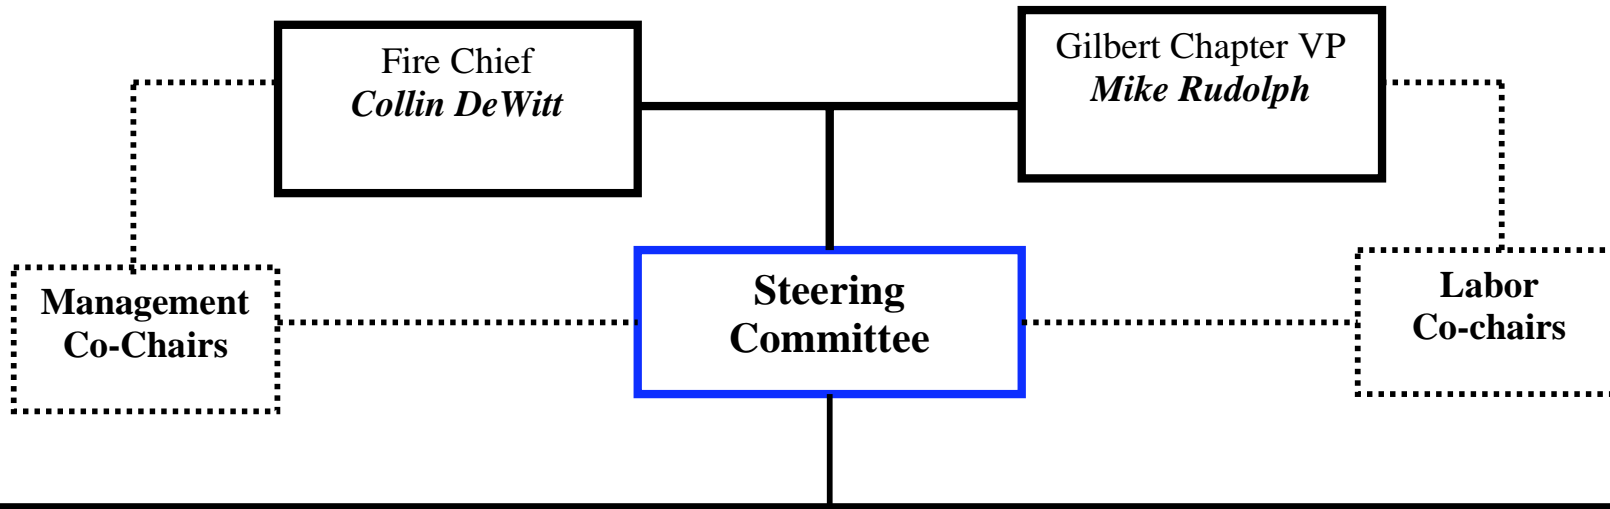 Fire Chief
Collin DeWitt
Gilbert Chapter VP
Mike Rudolph
Management
Co-Chairs
Steering
Committee
Labor
Co-chairs